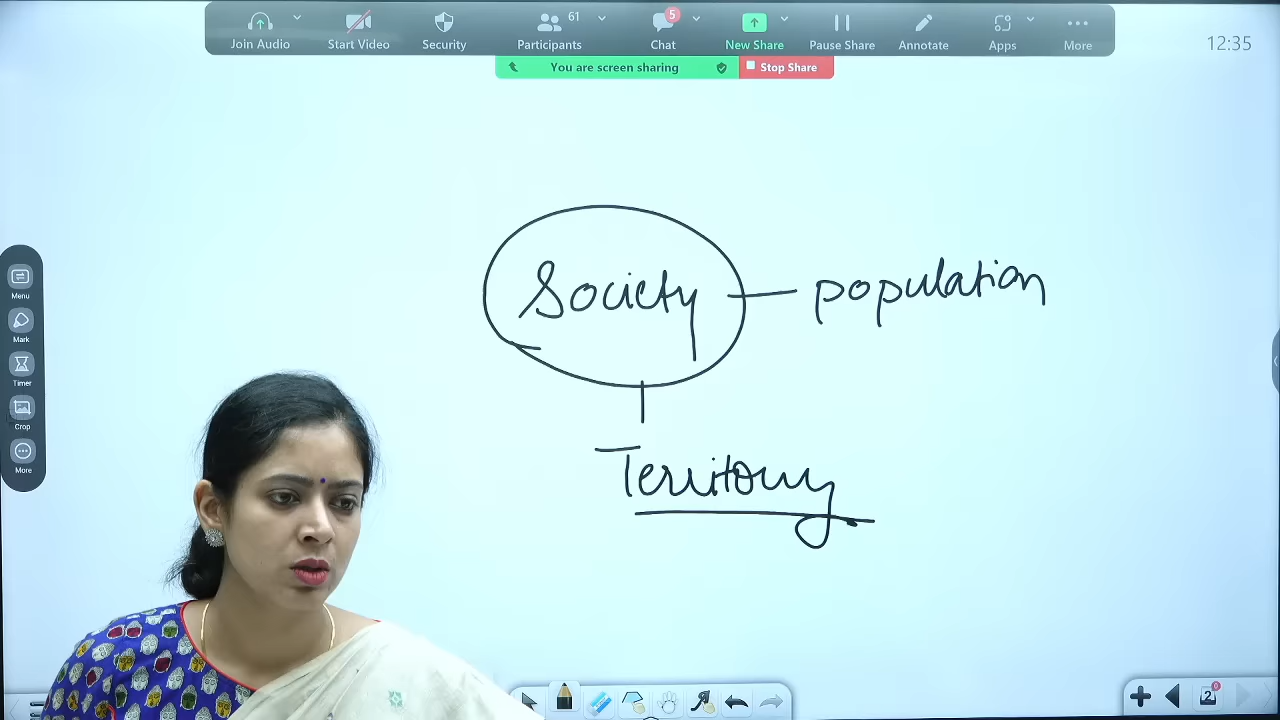 61
5
Join Audio
Start Video
Security
Participants
Chat
New Share
Pause Share
Annotate
Apps
More
12:35
You are screen sharing
Stop Share
Society
population
Territory
Menu
Mark
Timer
Crop
More
2
0